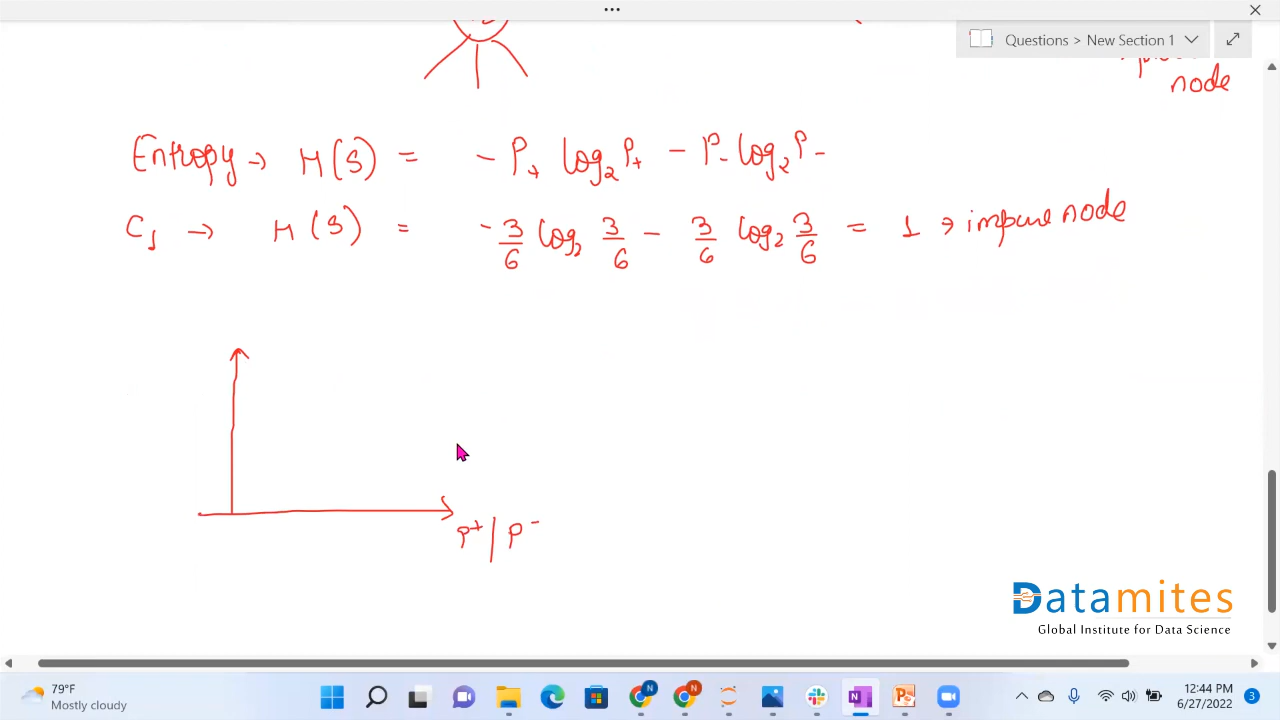 Questions > New Section 1
node
Entropy → H(S) = - P+ log2 P+ - P- log2 P-
C1 → H(S) = - 3/6 log2 3/6 - 3/6 log2 3/6 = 1 → impure node
P+ | P-
Datamites
Global Institute for Data Science
79°F
Mostly cloudy
12:44 PM
6/27/2022
3